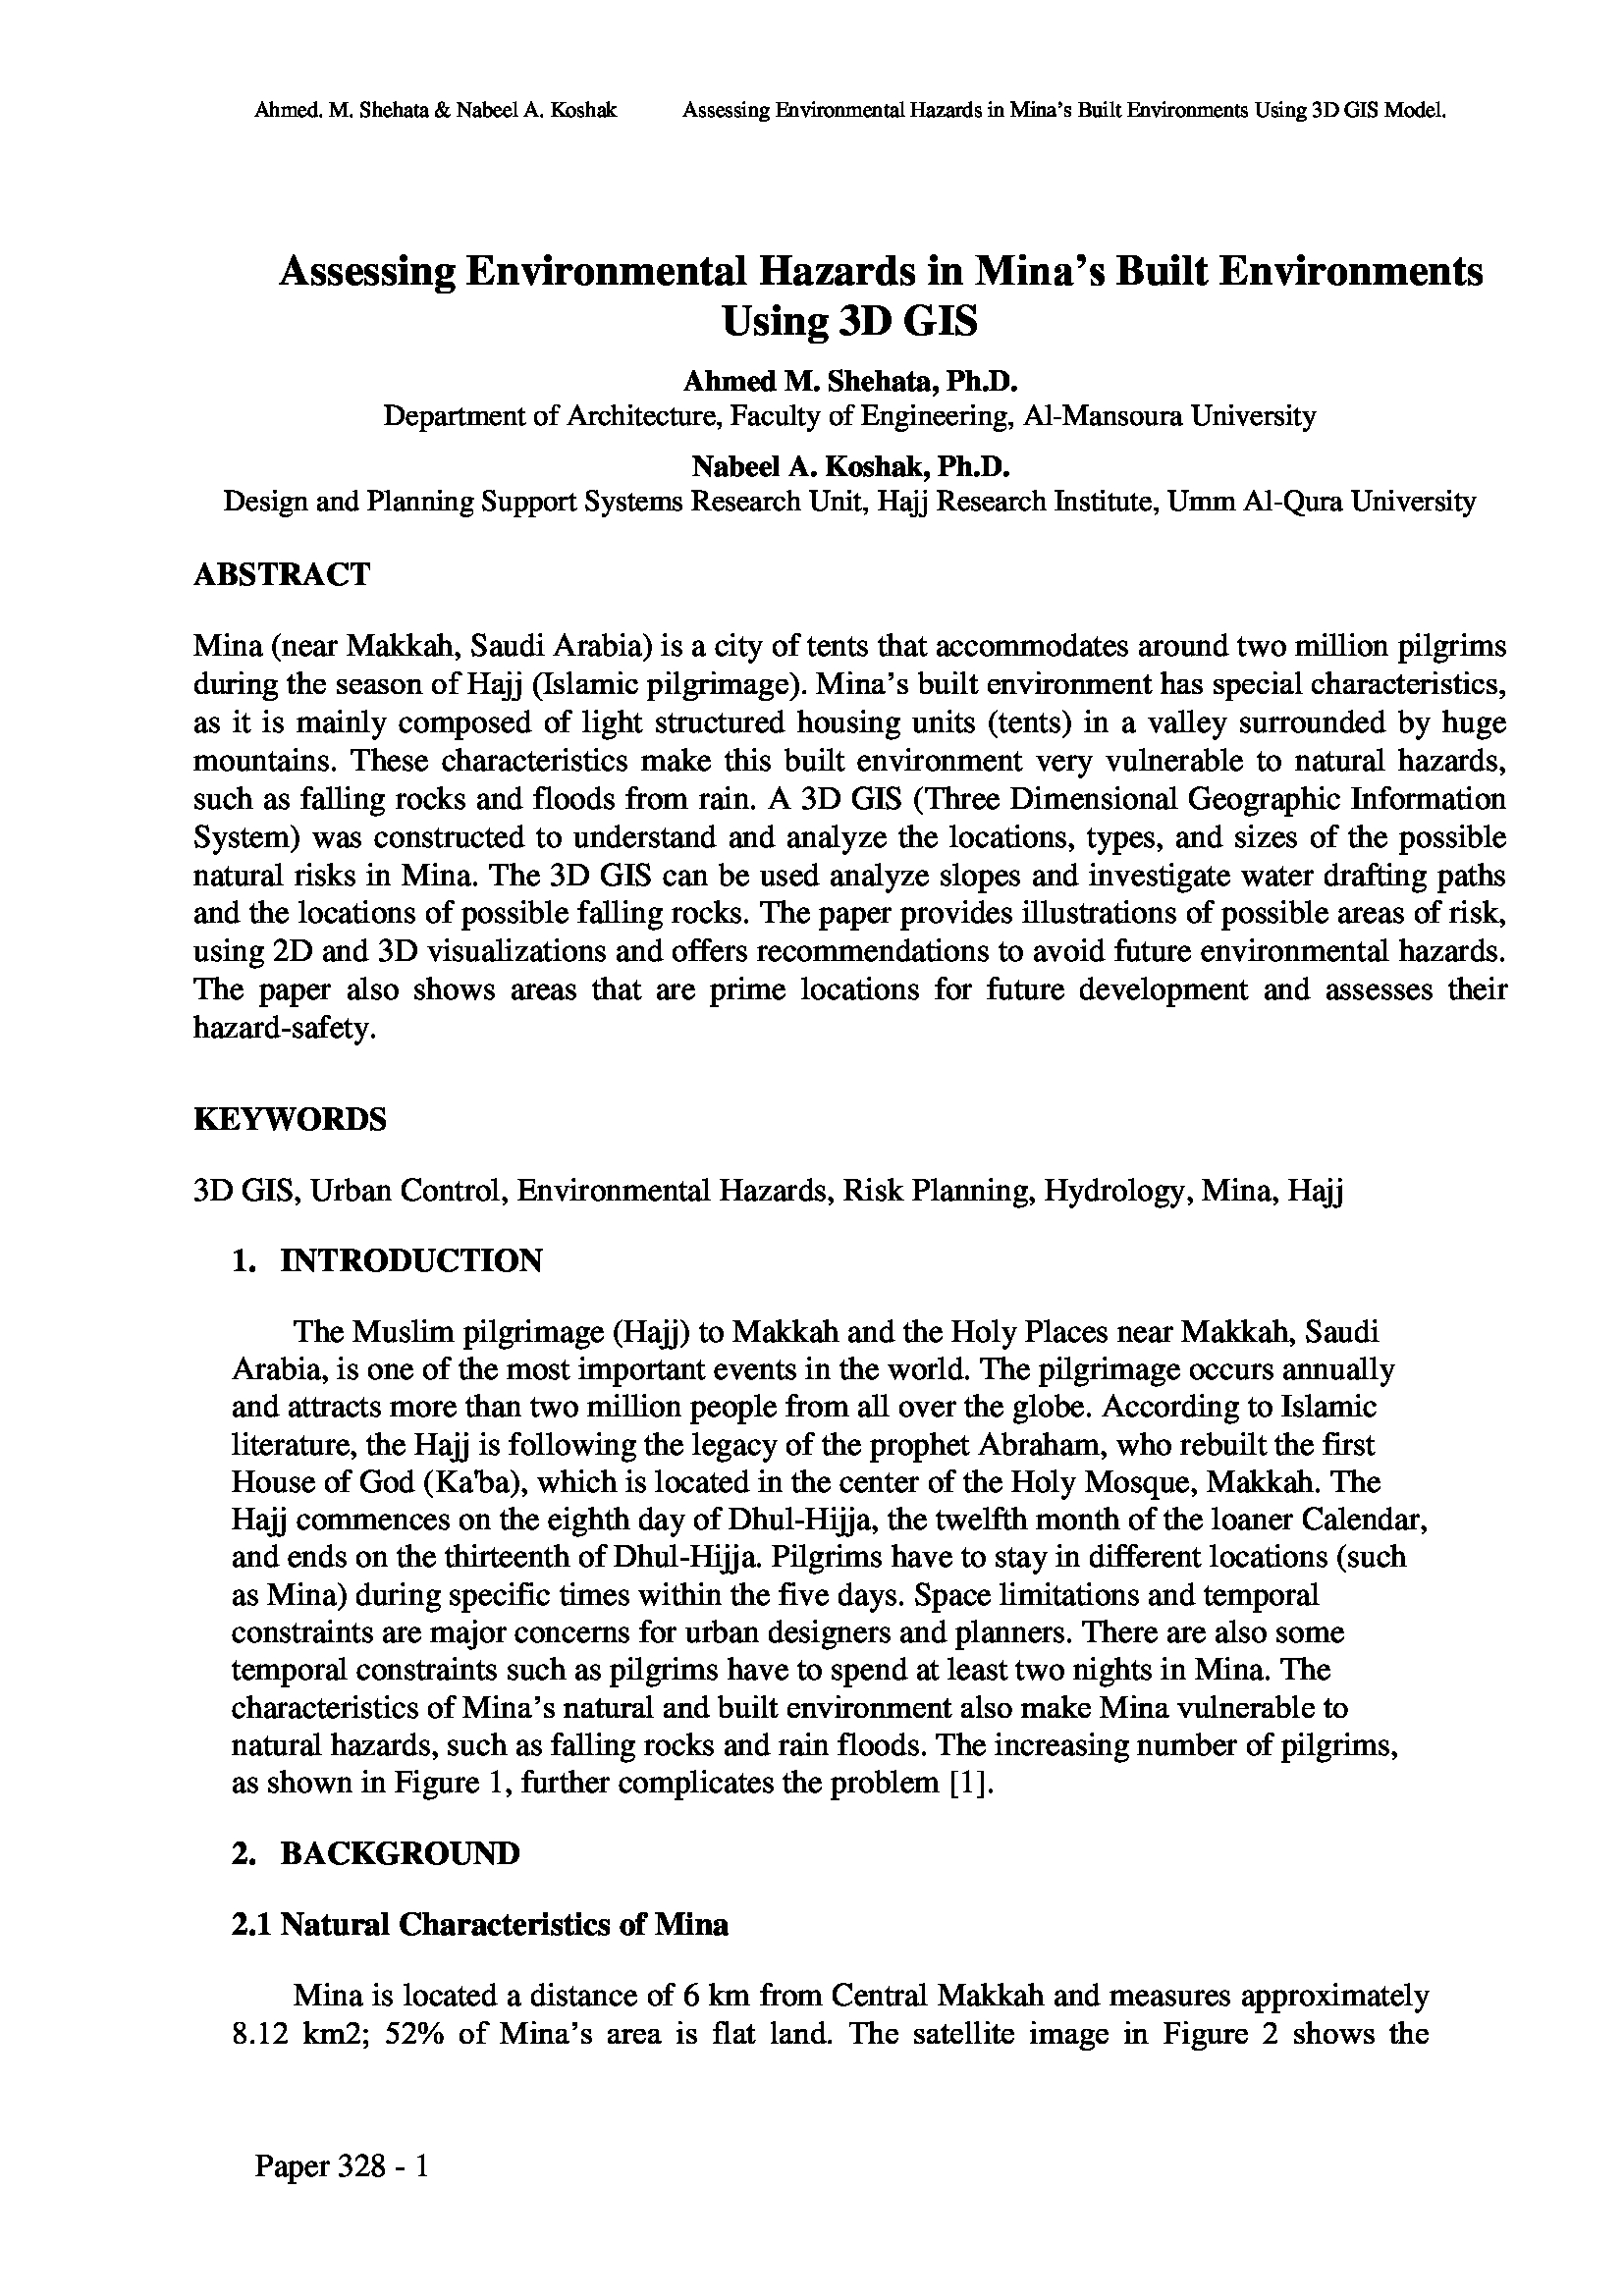 Ahmed. M. Shehata & Nabeel A. Koshak Assessing Environmental Hazards in Mina's Built Environments Using 3D GIS Model.
Assessing Environmental Hazards in Mina's Built Environments
Using 3D GIS
Ahmed M. Shehata, Ph.D.
Department of Architecture, Faculty of Engineering, Al-Mansoura University
Nabeel A. Koshak, Ph.D.
Design and Planning Support Systems Research Unit, Hajj Research Institute, Umm Al-Qura University
ABSTRACT
Mina (near Makkah, Saudi Arabia) is a city of tents that accommodates around two million pilgrims
during the season of Hajj (Islamic pilgrimage). Mina's built environment has special characteristics,
as it is mainly composed of light structured housing units (tents) in a valley surrounded by huge
mountains. These characteristics make this built environment very vulnerable to natural hazards,
such as falling rocks and floods from rain. A 3D GIS (Three Dimensional Geographic Information
System) was constructed to understand and analyze the locations, types, and sizes of the possible
natural risks in Mina. The 3D GIS can be used analyze slopes and investigate water drafting paths
and the locations of possible falling rocks. The paper provides illustrations of possible areas of risk,
using 2D and 3D visualizations and offers recommendations to avoid future environmental hazards.
The paper also shows areas that are prime locations for future development and assesses their
hazard-safety.
KEYWORDS
3D GIS, Urban Control, Environmental Hazards, Risk Planning, Hydrology, Mina, Hajj
1. INTRODUCTION
The Muslim pilgrimage (Hajj) to Makkah and the Holy Places near Makkah, Saudi
Arabia, is one of the most important events in the world. The pilgrimage occurs annually
and attracts more than two million people from all over the globe. According to Islamic
literature, the Hajj is following the legacy of the prophet Abraham, who rebuilt the first
House of God (Ka'ba), which is located in the center of the Holy Mosque, Makkah. The
Hajj commences on the eighth day of Dhul-Hijja, the twelfth month of the loaner Calendar,
and ends on the thirteenth of Dhul-Hijja. Pilgrims have to stay in different locations (such
as Mina) during specific times within the five days. Space limitations and temporal
constraints are major concerns for urban designers and planners. There are also some
temporal constraints such as pilgrims have to spend at least two nights in Mina. The
characteristics of Mina's natural and built environment also make Mina vulnerable to
natural hazards, such as falling rocks and rain floods. The increasing number of pilgrims,
as shown in Figure 1, further complicates the problem [1].
2. BACKGROUND
2.1 Natural Characteristics of Mina
Mina is located a distance of 6 km from Central Makkah and measures approximately
8.12 km2; 52% of Mina's area is flat land. The satellite image in Figure 2 shows the
Paper 328 - 1